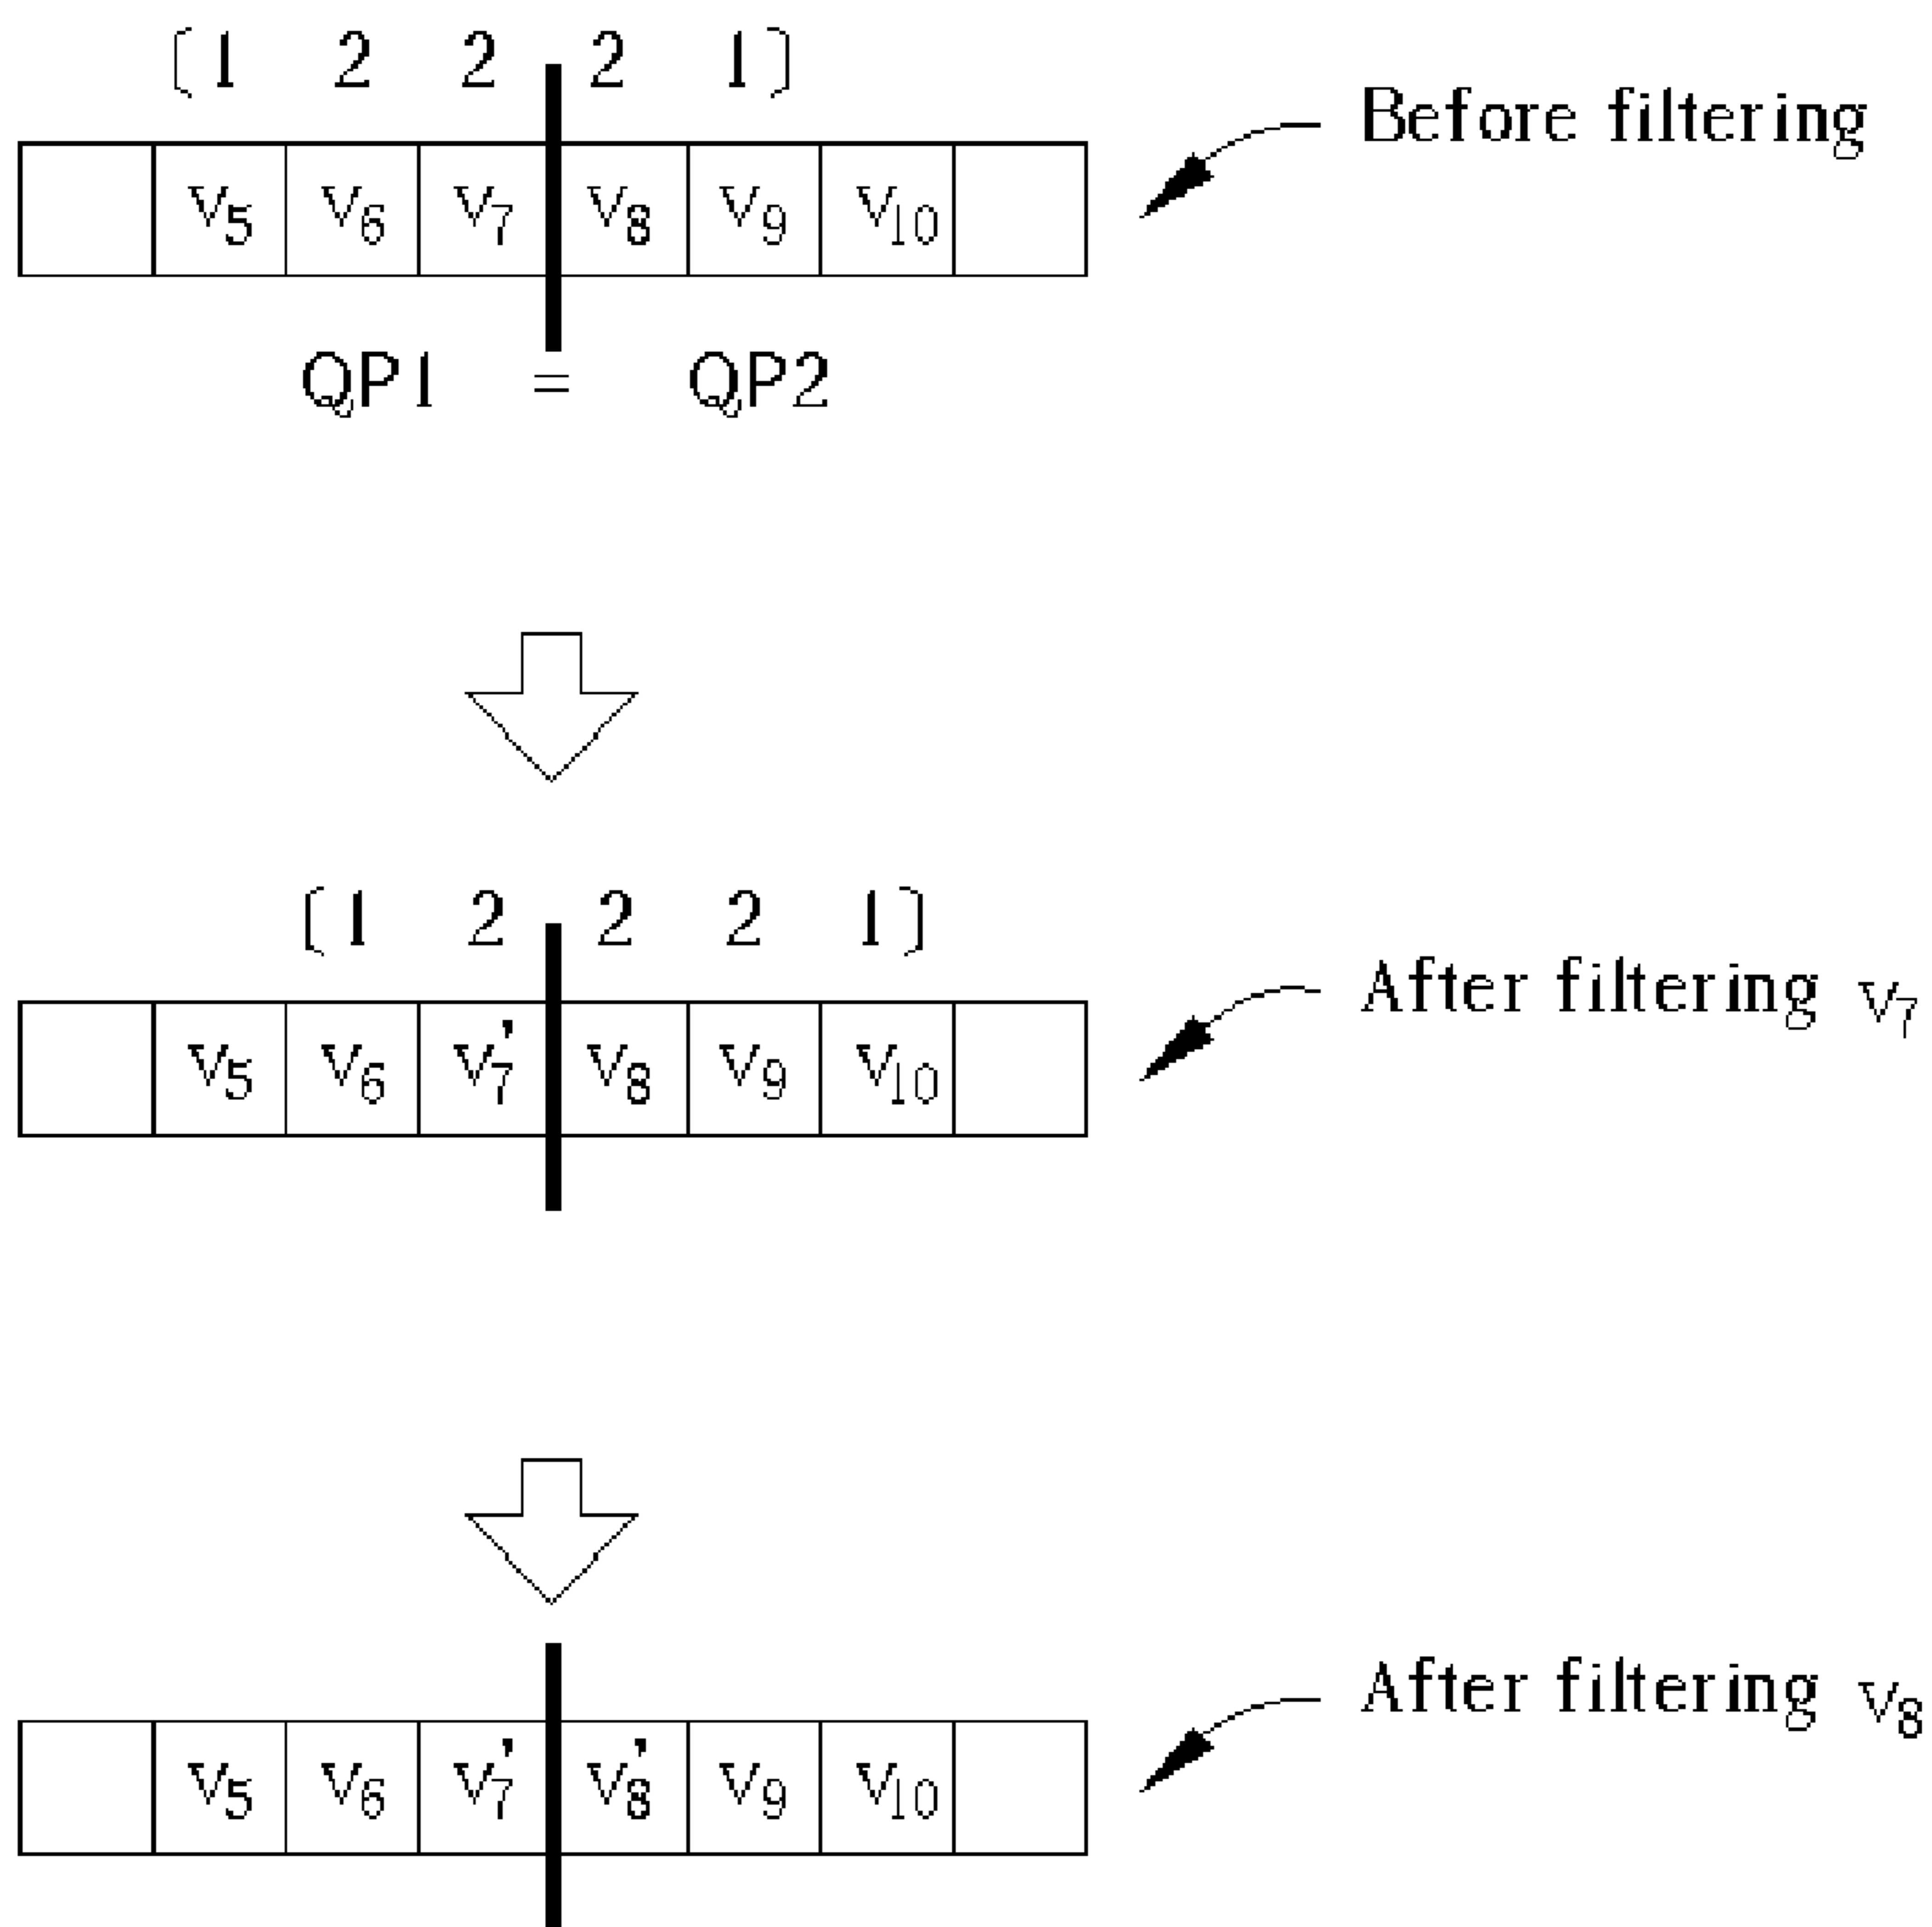 (1 2 2 2 1)
Before filtering
v5 v6 v7 v8 v9 v10
QP1 = QP2
(1 2 2 2 1)
After filtering v7
v5 v6 v7' v8 v9 v10
After filtering v8
v5 v6 v7' v8' v9 v10